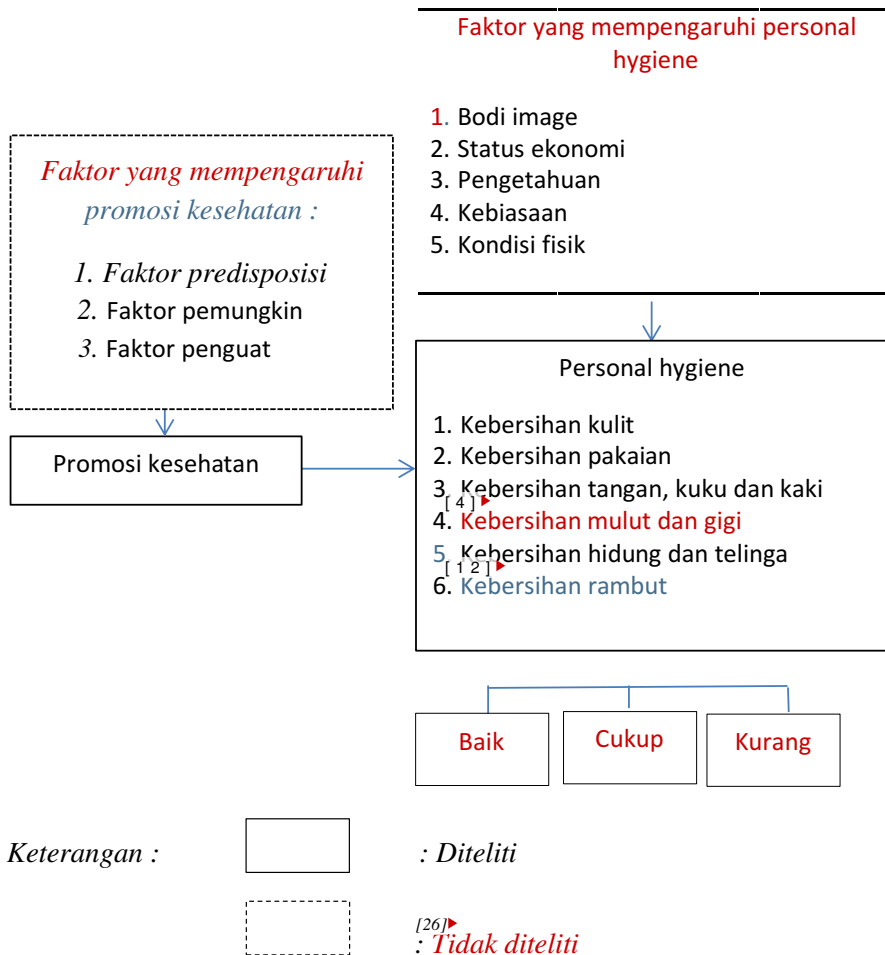 Faktor yang mempengaruhi personal
hygiene
1. Bodi image
2. Status ekonomi
3. Pengetahuan
4. Kebiasaan
5. Kondisi fisik
Faktor yang mempengaruhi
promosi kesehatan :
1. Faktor predisposisi
2. Faktor pemungkin
3. Faktor penguat
Promosi kesehatan
Personal hygiene
1. Kebersihan kulit
2. Kebersihan pakaian
3. Kebersihan tangan, kuku dan kaki
[ 4 ]
4. Kebersihan mulut dan gigi
5. Kebersihan hidung dan telinga
[ 1 2 ]
6. Kebersihan rambut
Baik
Cukup
Kurang
Keterangan :
: Diteliti
[26]
: Tidak diteliti